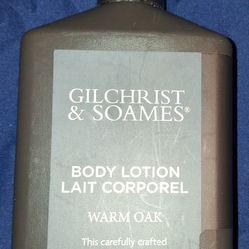 GILCHRIST
& SOAMES®
BODY LOTION
LAIT CORPOREL
WARM OAK
This carefully crafted